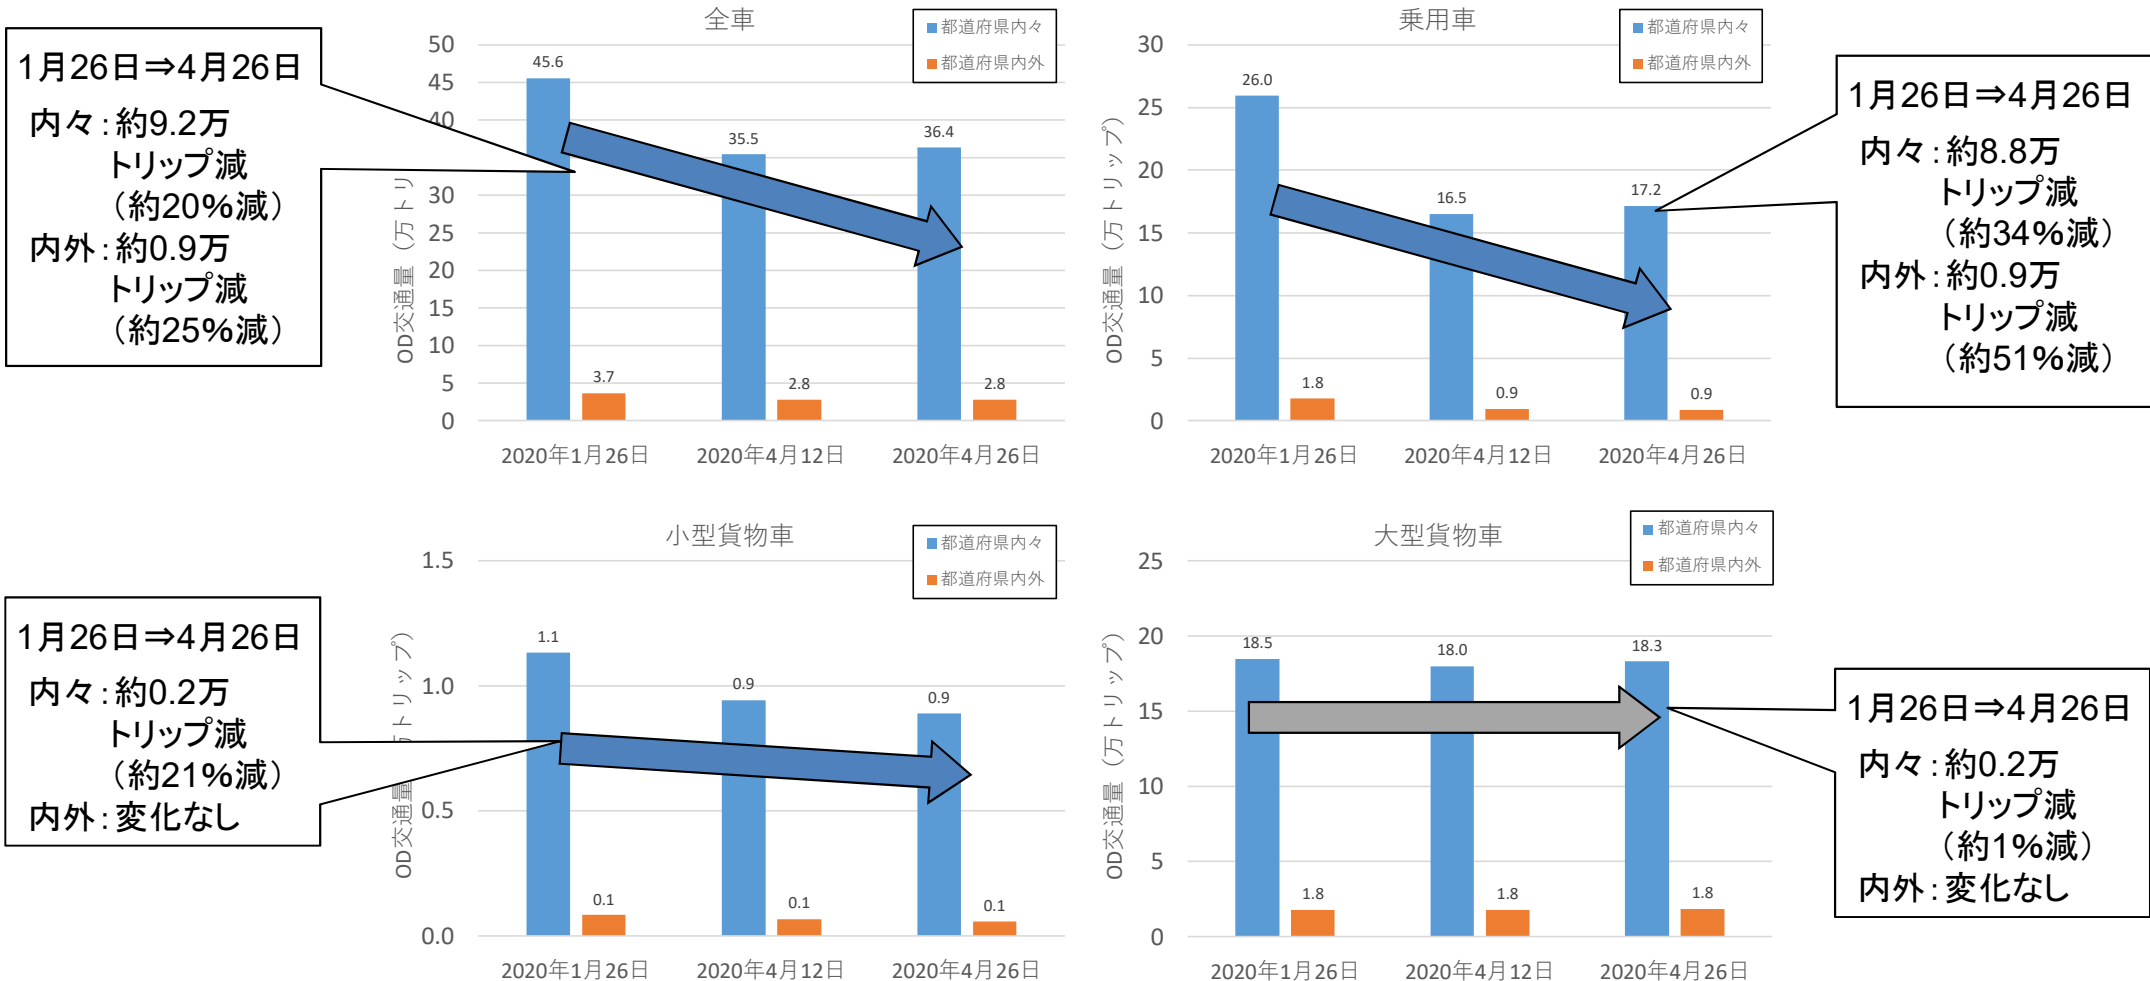 全車
都道府県内々
都道府県内外
OD交通量（万トリ
50
45
40
30
25
20
15
10
5
0
45.6
3.7
35.5
2.8
36.4
2.8
2020年1月26日
2020年4月12日
2020年4月26日
1月26日⇒4月26日
内々：約9.2万
トリップ減
（約20%減）
内外：約0.9万
トリップ減
（約25%減）
乗用車
都道府県内々
都道府県内外
OD交通量（万トリップ）
30
25
20
15
10
5
0
26.0
1.8
16.5
0.9
17.2
0.9
2020年1月26日
2020年4月12日
2020年4月26日
1月26日⇒4月26日
内々：約8.8万
トリップ減
（約34%減）
内外：約0.9万
トリップ減
（約51%減）
小型貨物車
都道府県内々
都道府県内外
OD交通量 万トリップ）
1.5
1.0
0.5
0.0
1.1
0.1
0.9
0.1
0.9
0.1
2020年1月26日
2020年4月12日
2020年4月26日
1月26日⇒4月26日
内々：約0.2万
トリップ減
（約21%減）
内外：変化なし
大型貨物車
都道府県内々
都道府県内外
OD交通量（万トリップ）
25
20
15
10
5
0
18.5
1.8
18.0
1.8
18.3
1.8
2020年1月26日
2020年4月12日
2020年4月26日
1月26日⇒4月26日
内々：約0.2万
トリップ減
（約1%減）
内外：変化なし